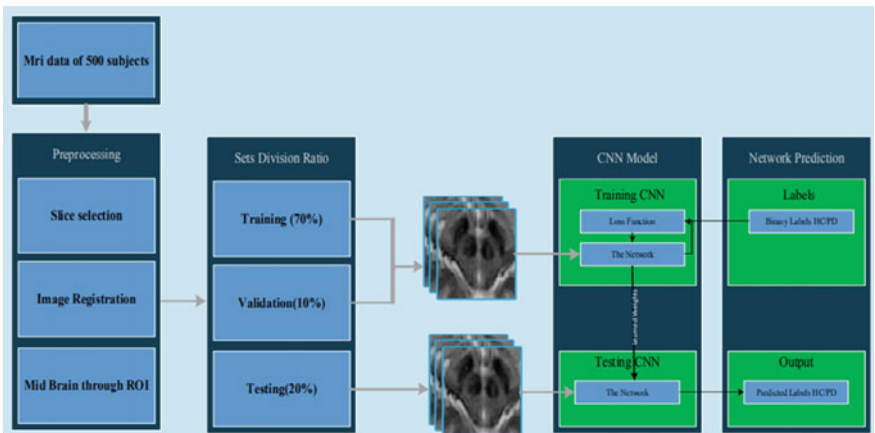 Mri data of 500 subjects
Preprocessing
Slice selection
Image Registration
Mid Brain through ROI
Sets Division Ratio
Training (70%)
Validation(10%)
Testing(20%)
CNN Model
Training CNN
Loss Function
The Network
Learned Weights
Testing CNN
The Network
Network Prediction
Labels
Binary Labels HC/PD
Output
Predicted Labels HC/PD